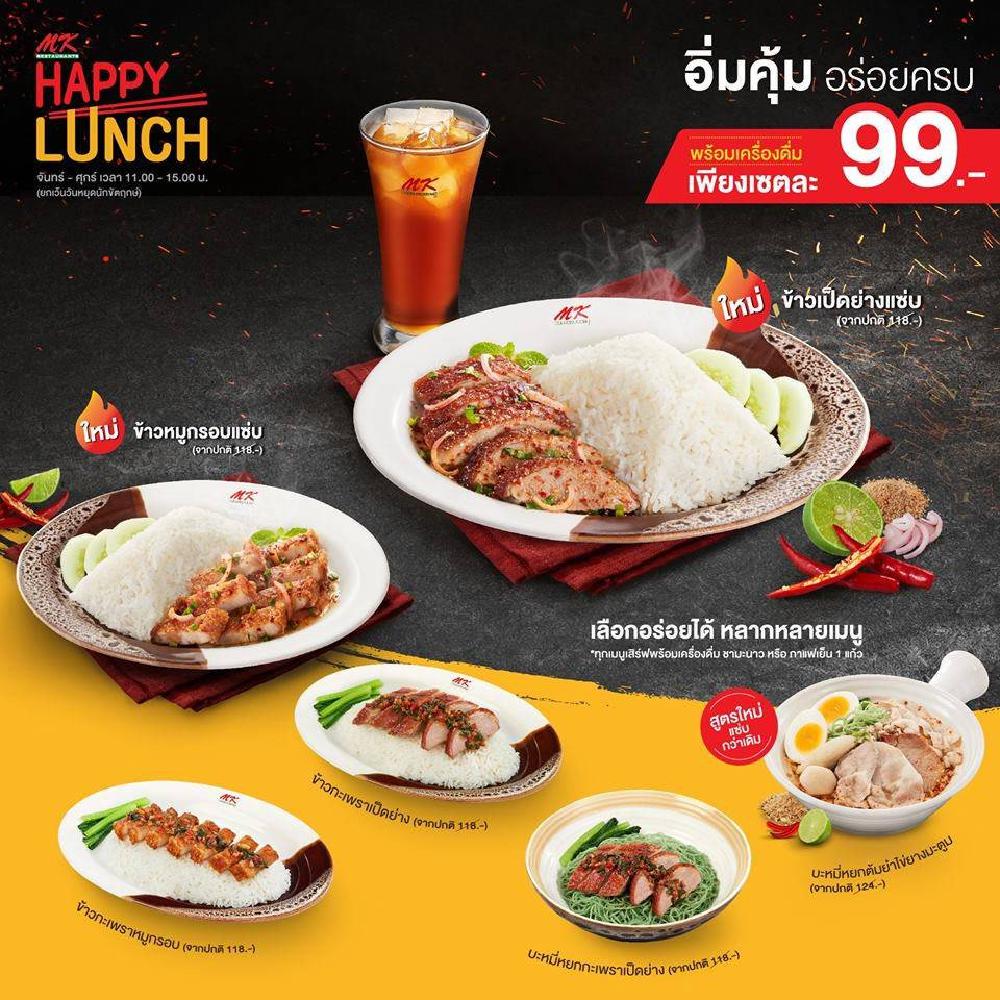 MK
RESTAURANTS
HAPPY
LUNCH
จันทร์ - ศุกร์ เวลา 11.00 - 15.00 น.
(ยกเว้นวันหยุดนักขัตฤกษ์)
อิ่มคุ้ม อร่อยครบ
พร้อมเครื่องดื่ม
เพียงเซตละ 99.-
MK
ใหม่ ข้าวเป็ดย่างแซ่บ
(จากปกติ 118.-)
MK
ใหม่ ข้าวหมูกรอบแซ่บ
(จากปกติ 118.-)
MK
เลือกอร่อยได้ หลากหลายเมนู
*ทุกเมนูเสิร์ฟพร้อมเครื่องดื่ม ชามะนาว หรือ กาแฟเย็น 1 แก้ว
MK
ข้าวกะเพราเป็ดย่าง (จากปกติ 118.-)
สูตรใหม่
แซ่บ
กว่าเดิม
บะหมี่หยกต้มยำไข่ยางมะตูม
(จากปกติ 124.-)
MK
ข้าวกะเพราหมูกรอบ (จากปกติ 118.-)
บะหมี่หยกกะเพราเป็ดย่าง (จากปกติ 118.-)